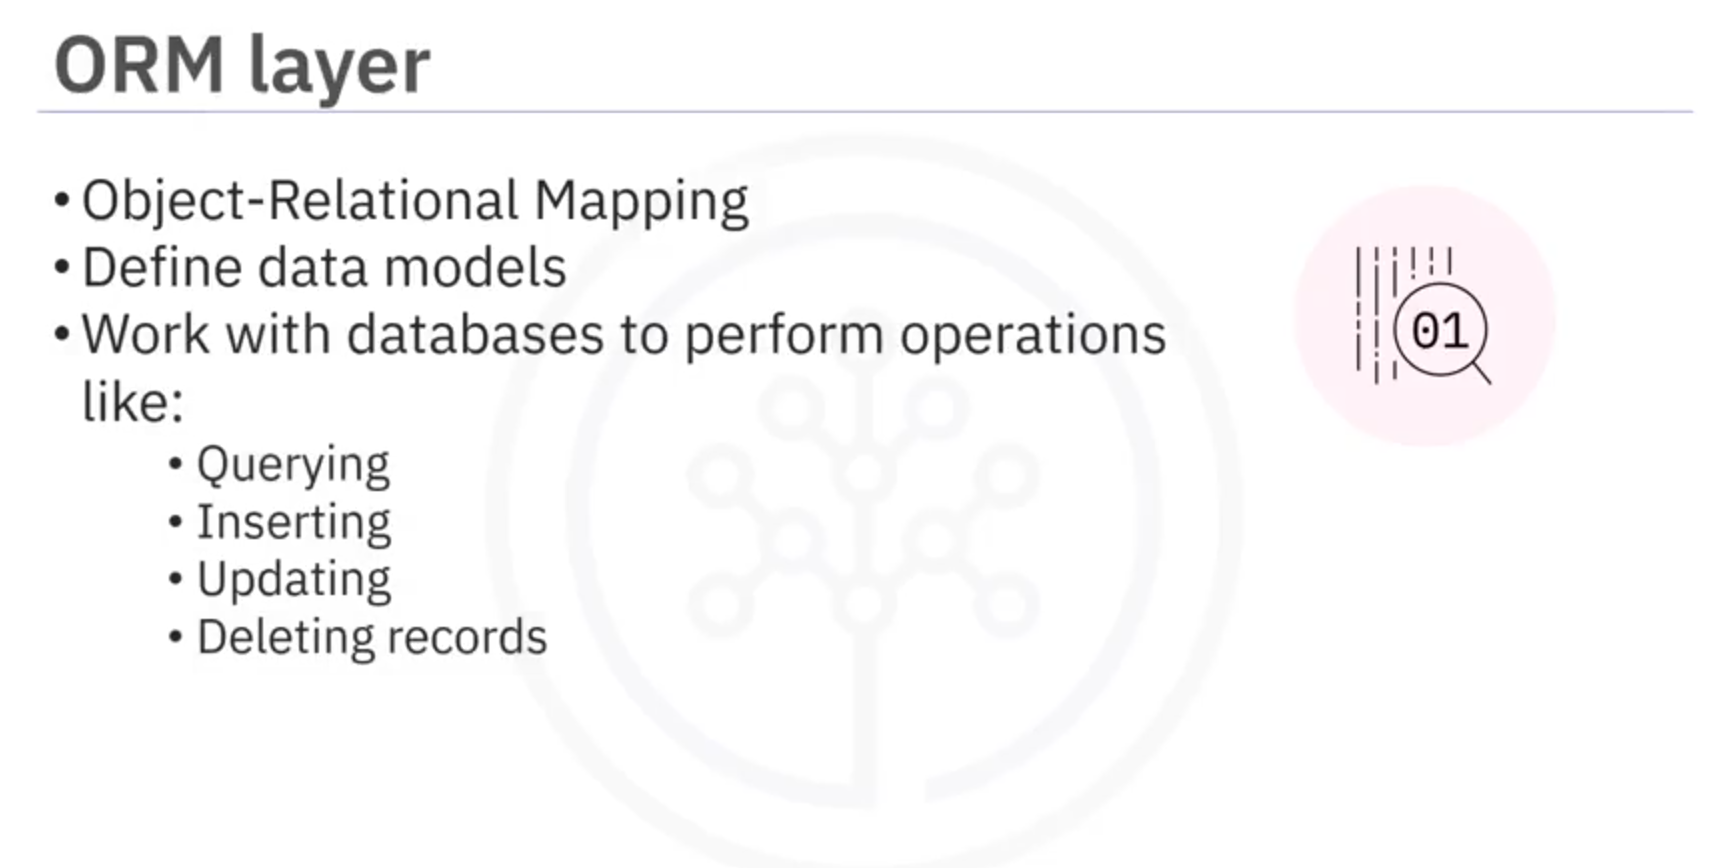 ORM layer
• Object-Relational Mapping
• Define data models
• Work with databases to perform operations
like:
• Querying
• Inserting
• Updating
• Deleting records
01